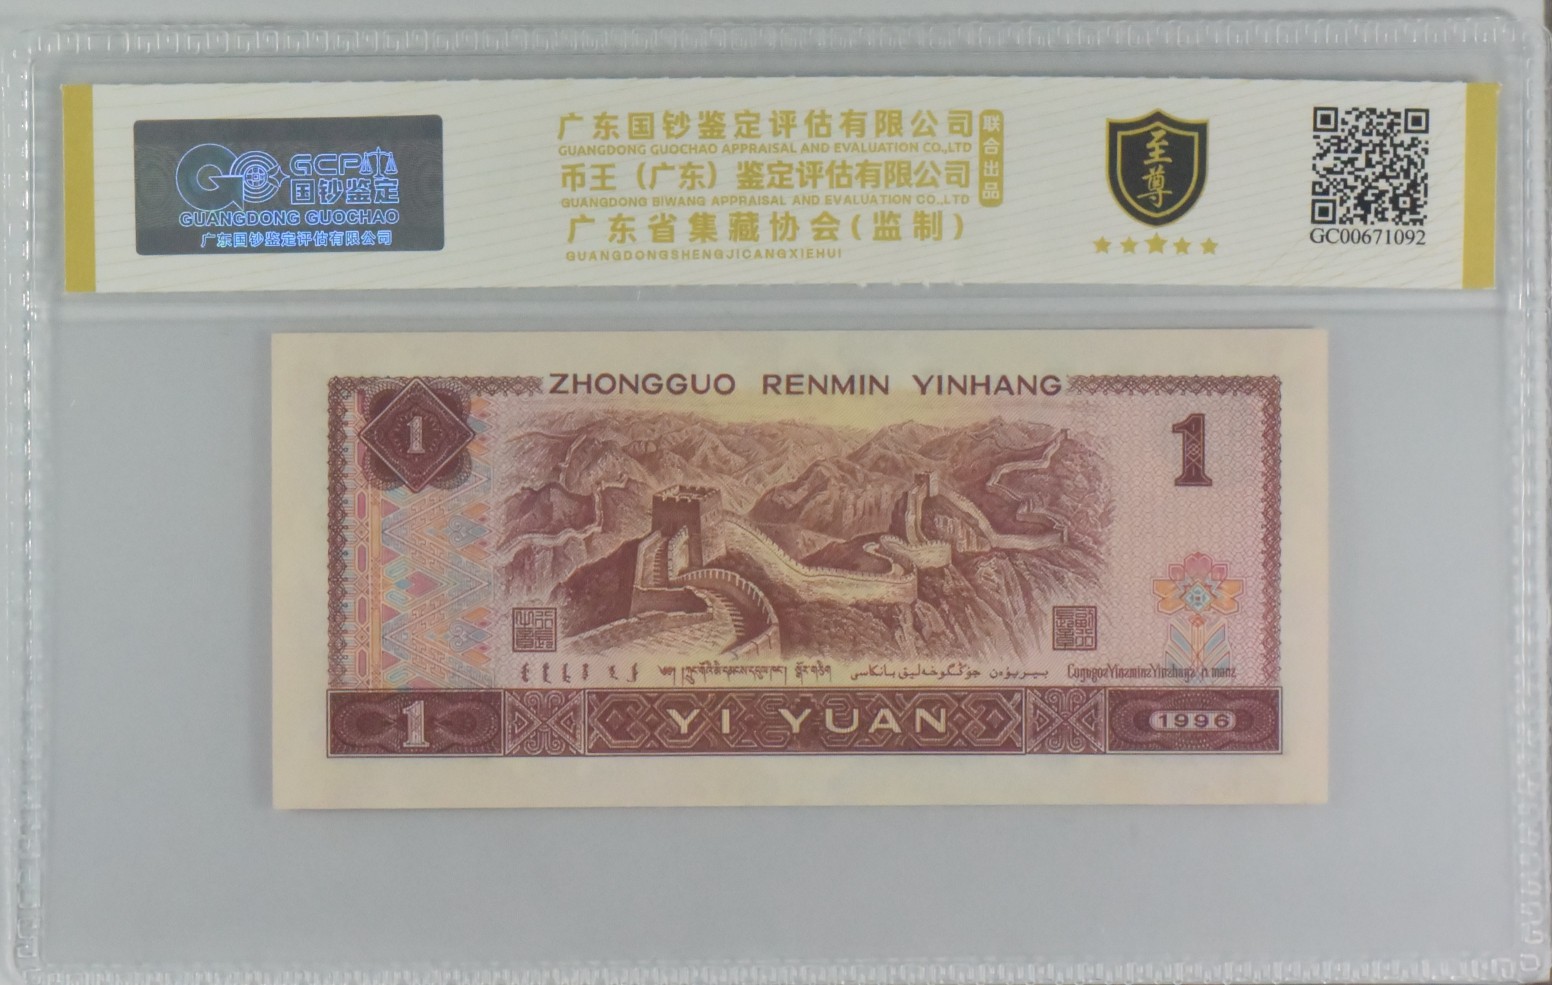 GCP
国钞鉴定
GUANGDONG GUOCHAO
广东国钞鉴定评估有限公司
广东国钞鉴定评估有限公司
GUANGDONG GUOCHAO APPRAISAL AND EVALUATION CO.,LTD
币王（广东）鉴定评估有限公司
GUANGDONG BIWANG APPRAISAL AND EVALUATION CO.,LTD
广东省集藏协会(监制)
GUANGDONGSHENGJICANGXIEHUI
联合出品
至尊
GC00671092
ZHONGGUO RENMIN YINHANG
1
1
1
YI YUAN
1996